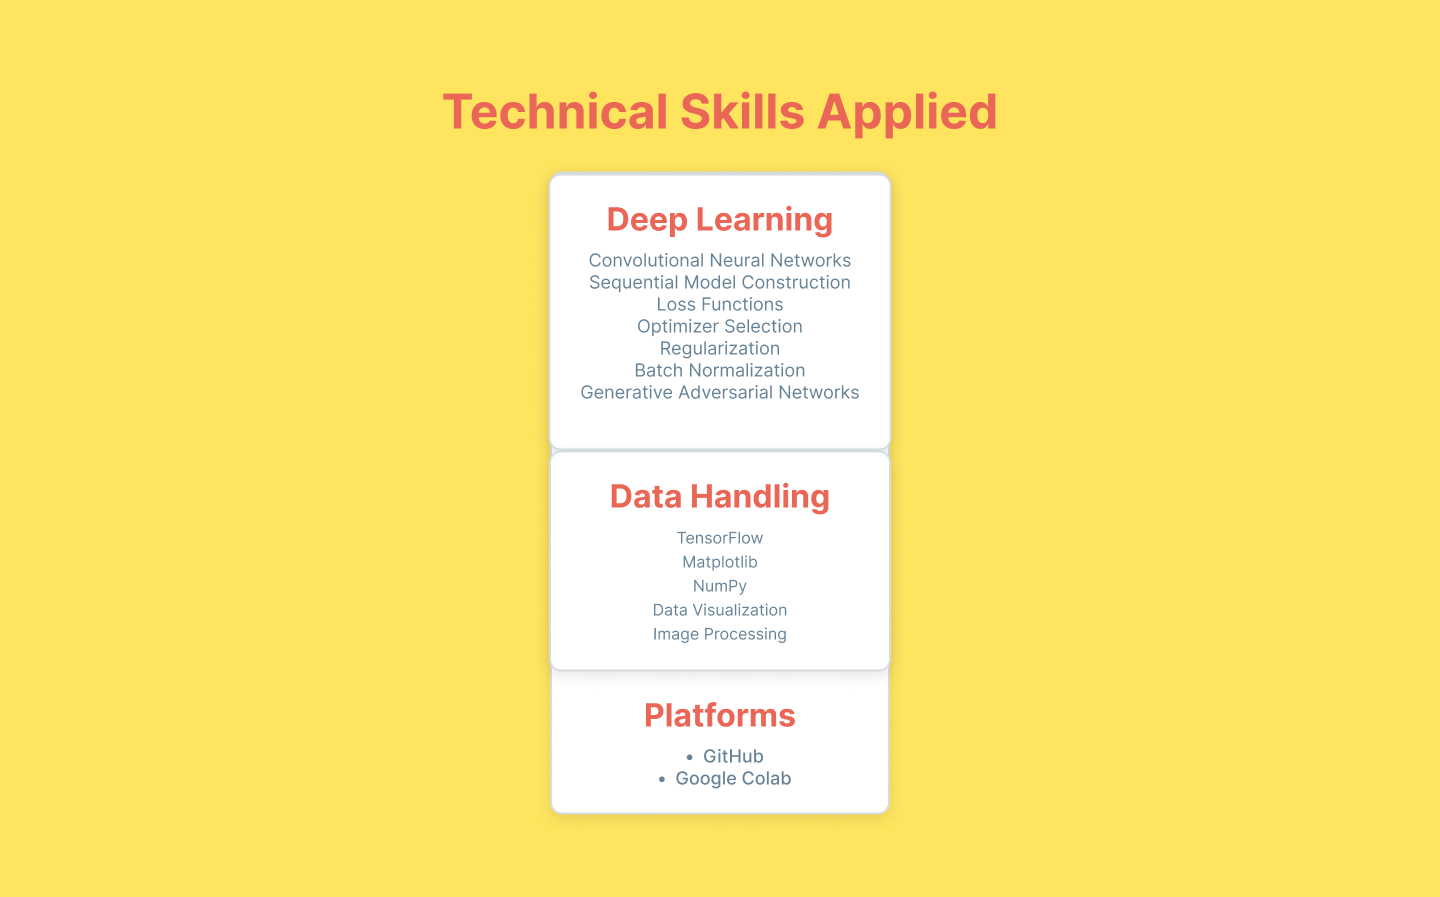 Technical Skills Applied
Deep Learning
Convolutional Neural Networks
Sequential Model Construction
Loss Functions
Optimizer Selection
Regularization
Batch Normalization
Generative Adversarial Networks
Data Handling
TensorFlow
Matplotlib
NumPy
Data Visualization
Image Processing
Platforms
• GitHub
• Google Colab